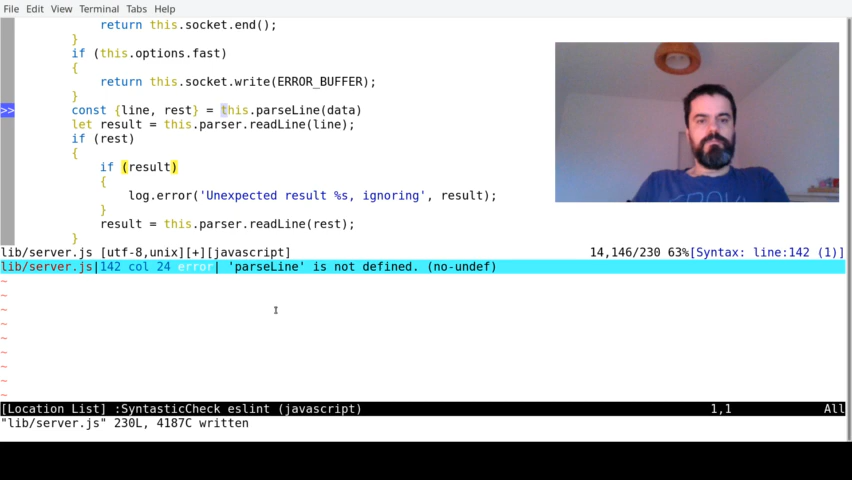 File Edit View Terminal Tabs Help
return this.socket.end();
}
if (this.options.fast)
{
return this.socket.write(ERROR_BUFFER);
}
>> const {line, rest} = this.parseLine(data)
let result = this.parser.readLine(line);
if (rest)
{
if (result)
{
log.error('Unexpected result %s, ignoring', result);
}
result = this.parser.readLine(rest);
}
lib/server.js [utf-8,unix][+][javascript] 14,146/230 63%[Syntax: line:142 (1)]
lib/server.js|142 col 24 error| 'parseLine' is not defined. (no-undef)
~
~
~
~
~
~
~
~
~
[Location List] :SyntasticCheck eslint (javascript) 1,1 All
"lib/server.js" 230L, 4187C written